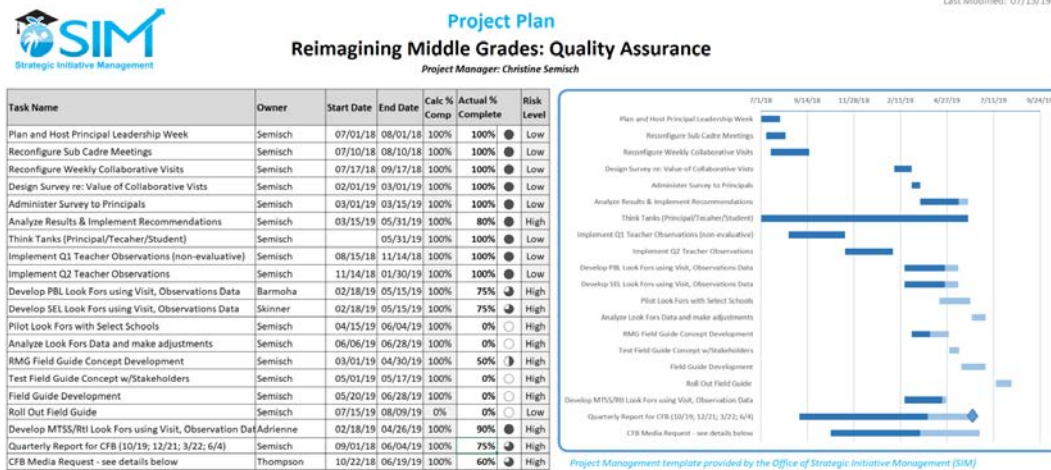 Last Modified: 07/15/19
SIM
Strategic Initiative Management
Project Plan
Reimagining Middle Grades: Quality Assurance
Project Manager: Christine Semisch
Task Name Owner Start Date End Date Calc % Comp Actual % Complete Risk Level
Plan and Host Principal Leadership Week Semisch 07/01/18 08/01/18 100% 100% Low
Reconfigure Sub Cadre Meetings Semisch 07/10/18 08/10/18 100% 100% Low
Reconfigure Weekly Collaborative Visits Semisch 07/17/18 09/17/18 100% 100% Low
Design Survey re: Value of Collaborative Vists Semisch 02/01/19 03/01/19 100% 100% Low
Administer Survey to Principals Semisch 03/01/19 03/15/19 100% 100% Low
Analyze Results & Implement Recommendations Semisch 03/15/19 05/31/19 100% 80% High
Think Tanks (Principal/Tecaher/Student) Semisch 05/31/19 100% 100% Low
Implement Q1 Teacher Observations (non-evaluative) Semisch 08/15/18 11/14/18 100% 100% Low
Implement Q2 Teacher Observations Semisch 11/14/18 01/30/19 100% 100% Low
Develop PBL Look Fors using Visit, Observations Data Barmoha 02/18/19 05/15/19 100% 75% High
Develop SEL Look Fors using Visit, Observations Data Skinner 02/18/19 05/15/19 100% 75% High
Pilot Look Fors with Select Schools Semisch 04/15/19 06/04/19 100% 0% High
Analyze Look Fors Data and make adjustments Semisch 06/06/19 06/28/19 100% 0% High
RMG Field Guide Concept Development Semisch 03/01/19 04/30/19 100% 50% High
Test Field Guide Concept w/Stakeholders Semisch 05/01/19 05/17/19 100% 0% High
Field Guide Development Semisch 05/20/19 06/28/19 100% 0% High
Roll Out Field Guide Semisch 07/15/19 08/09/19 0% 0% Low
Develop MTSS/RtI Look Fors using Visit, Observation Dat Adrienne 02/18/19 04/26/19 100% 90% High
Quarterly Report for CFB (10/19; 12/21; 3/22; 6/4) Semisch 09/01/18 06/04/19 100% 75% High
CFB Media Request - see details below Thompson 10/22/18 06/19/19 100% 60% High
7/1/18 9/14/18 11/28/18 2/11/19 4/27/19 7/11/19 9/24/19
Plan and Host Principal Leadership Week
Reconfigure Sub Cadre Meetings
Reconfigure Weekly Collaborative Visits
Design Survey re: Value of Collaborative Vists
Administer Survey to Principals
Analyze Results & Implement Recommendations
Think Tanks (Principal/Tecaher/Student)
Implement Q1 Teacher Observations (non-evaluative)
Implement Q2 Teacher Observations
Develop PBL Look Fors using Visit, Observations Data
Develop SEL Look Fors using Visit, Observations Data
Pilot Look Fors with Select Schools
Analyze Look Fors Data and make adjustments
RMG Field Guide Concept Development
Test Field Guide Concept w/Stakeholders
Field Guide Development
Roll Out Field Guide
Develop MTSS/RtI Look Fors using Visit, Observation Data
Quarterly Report for CFB (10/19; 12/21; 3/22; 6/4)
CFB Media Request - see details below
Project Management template provided by the Office of Strategic Initiative Management (SIM)